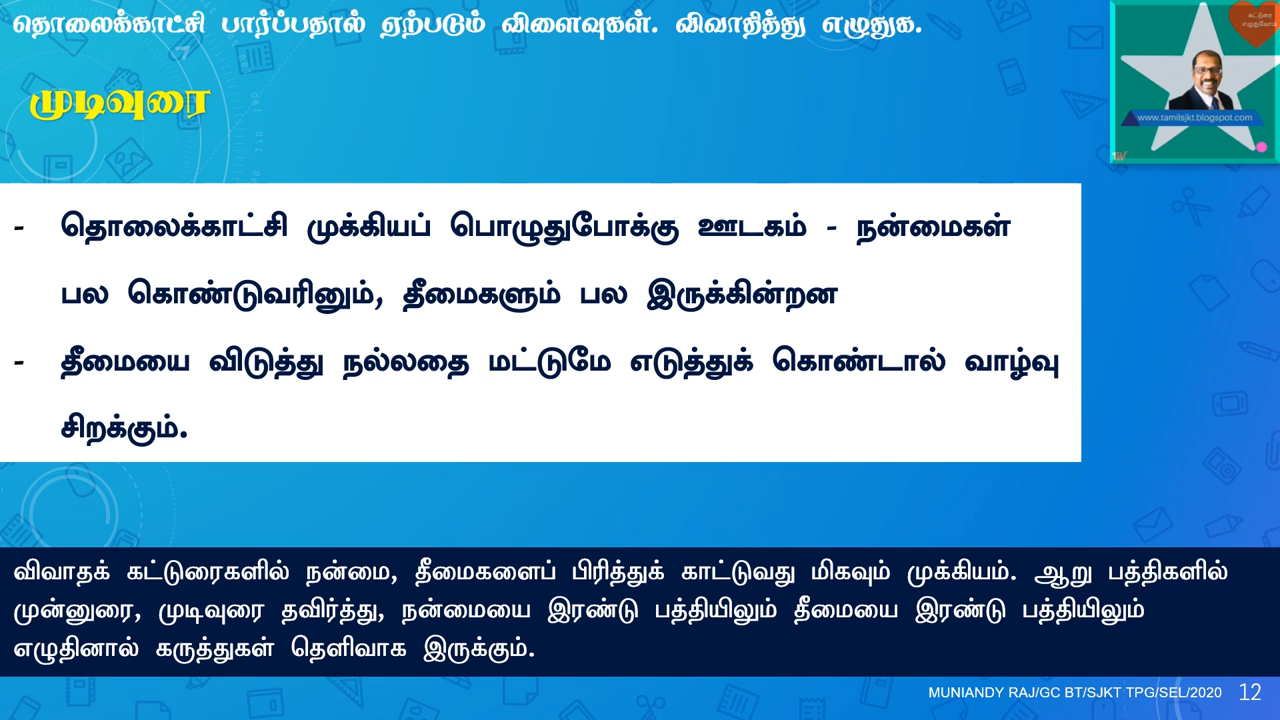 தொலைக்காட்சி பார்ப்பதால் ஏற்படும் விளைவுகள். விவாதித்து எழுதுக.
கட்டுரை
எழுதுவோம்
முடிவுரை
www.tamilsjkt.blogspot.com
- தொலைக்காட்சி முக்கியப் பொழுதுபோக்கு ஊடகம் - நன்மைகள்
பல கொண்டுவரினும், தீமைகளும் பல இருக்கின்றன
- தீமையை விடுத்து நல்லதை மட்டுமே எடுத்துக் கொண்டால் வாழ்வு
சிறக்கும்.
விவாதக் கட்டுரைகளில் நன்மை, தீமைகளைப் பிரித்துக் காட்டுவது மிகவும் முக்கியம். ஆறு பத்திகளில்
முன்னுரை, முடிவுரை தவிர்த்து, நன்மையை இரண்டு பத்தியிலும் தீமையை இரண்டு பத்தியிலும்
எழுதினால் கருத்துகள் தெளிவாக இருக்கும்.
MUNIANDY RAJ/GC BT/SJKT TPG/SEL/2020 12